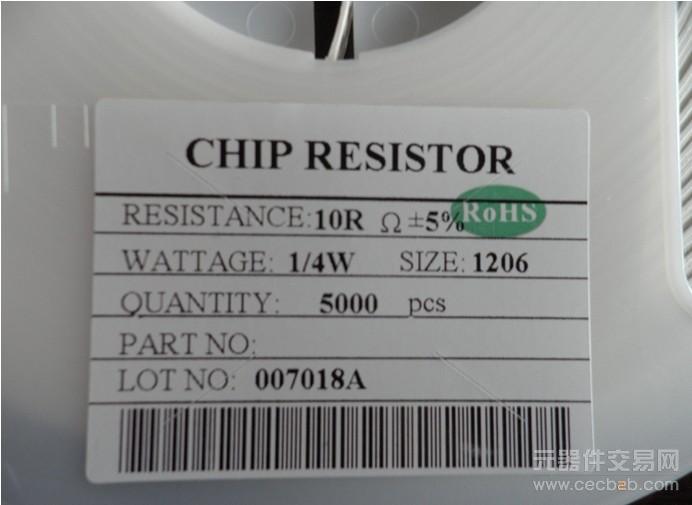 CHIP RESISTOR
RESISTANCE: 10R Ω ±5% RoHS
WATTAGE: 1/4W SIZE: 1206
QUANTITY: 5000 pcs
PART NO:
LOT NO: 007018A
元器件交易网
www.cecb2b.com